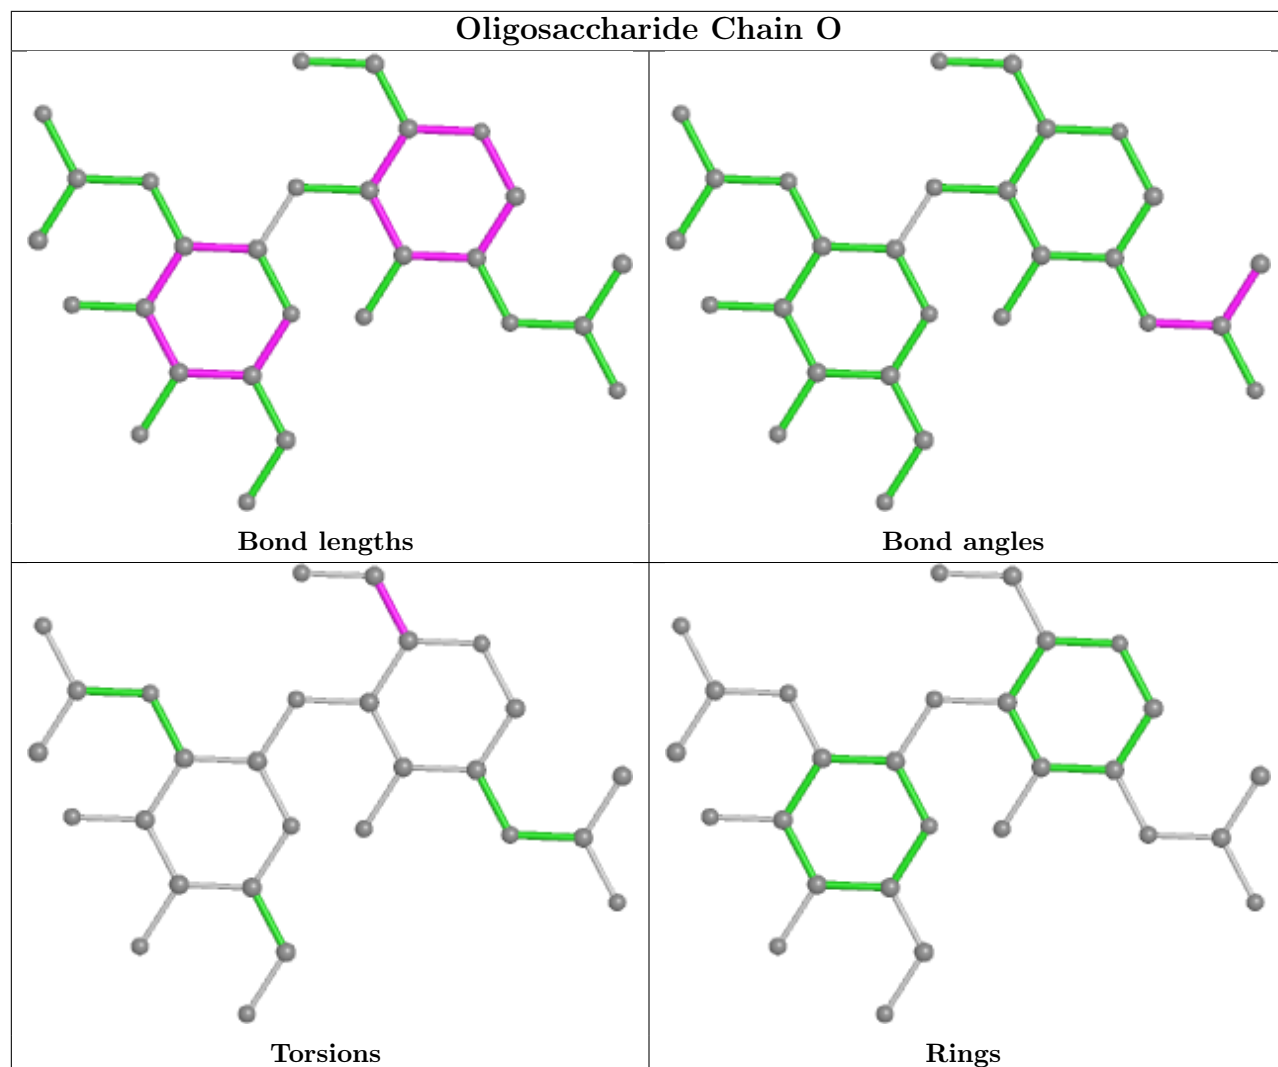 Oligosaccharide Chain O
Bond lengths
Bond angles
Torsions
Rings